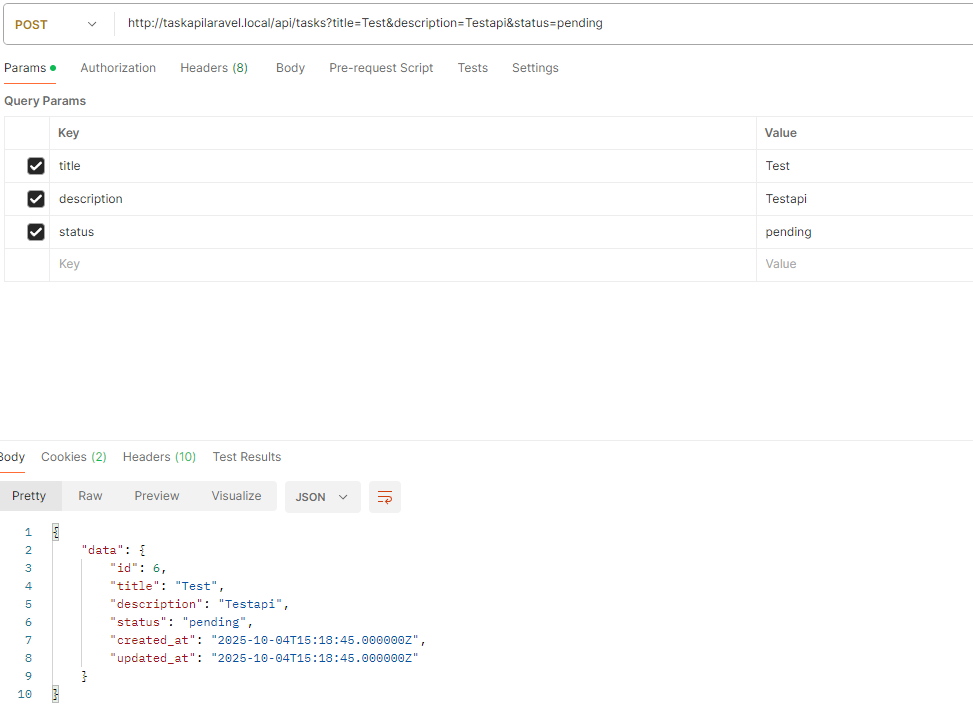 POST http://taskapilaravel.local/api/tasks?title=Test&description=Testapi&status=pending
Params Authorization Headers (8) Body Pre-request Script Tests Settings
Query Params
Key Value
title Test
description Testapi
status pending
Key Value
Body Cookies (2) Headers (10) Test Results
Pretty Raw Preview Visualize JSON
1 {
2 "data": {
3 "id": 6,
4 "title": "Test",
5 "description": "Testapi",
6 "status": "pending",
7 "created_at": "2025-10-04T15:18:45.000000Z",
8 "updated_at": "2025-10-04T15:18:45.000000Z"
9 }
10 }